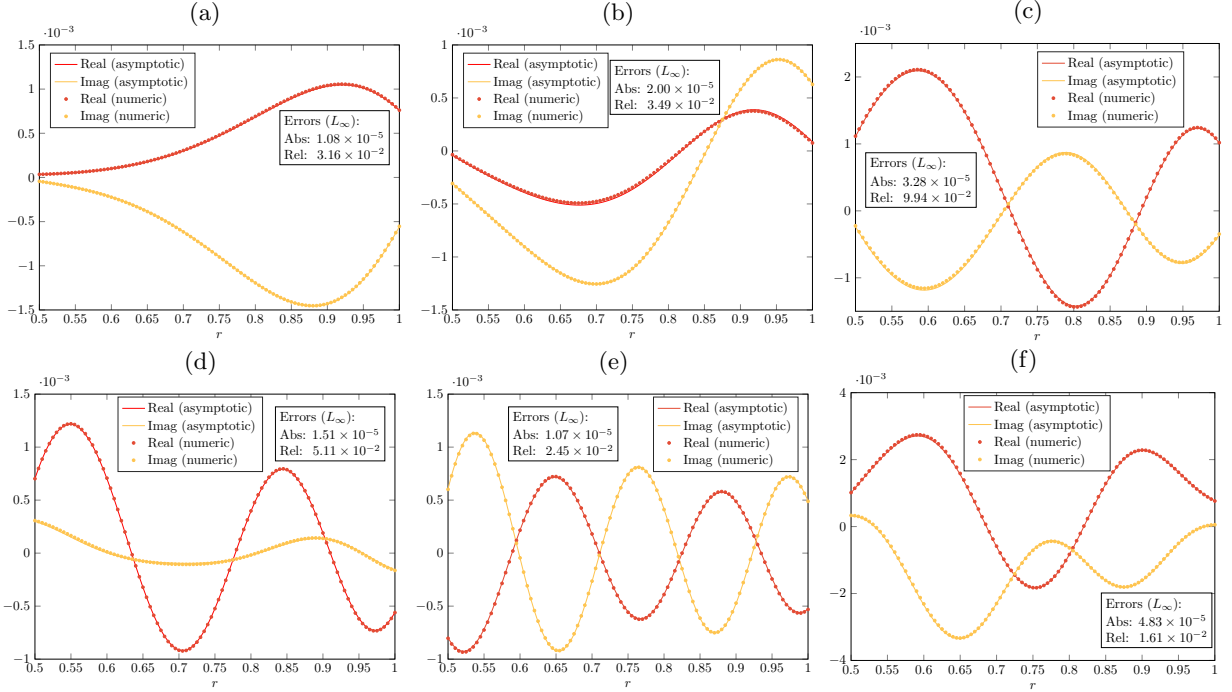 (a)
·10⁻³
1.5
1
0.5
0
−0.5
−1
−1.5
0.5 0.55 0.6 0.65 0.7 0.75 0.8 0.85 0.9 0.95 1
r
Real (asymptotic)
Imag (asymptotic)
Real (numeric)
Imag (numeric)
Errors (L∞):
Abs: 1.08 × 10⁻⁵
Rel: 3.16 × 10⁻²
(b)
·10⁻³
1
0.5
0
−0.5
−1
−1.5
0.5 0.55 0.6 0.65 0.7 0.75 0.8 0.85 0.9 0.95 1
r
Real (asymptotic)
Imag (asymptotic)
Real (numeric)
Imag (numeric)
Errors (L∞):
Abs: 2.00 × 10⁻⁵
Rel: 3.49 × 10⁻²
(c)
·10⁻³
2
1
0
−1
0.5 0.55 0.6 0.65 0.7 0.75 0.8 0.85 0.9 0.95 1
r
Real (asymptotic)
Imag (asymptotic)
Real (numeric)
Imag (numeric)
Errors (L∞):
Abs: 3.28 × 10⁻⁵
Rel: 9.94 × 10⁻²
(d)
·10⁻³
1.5
1
0.5
0
−0.5
−1
0.5 0.55 0.6 0.65 0.7 0.75 0.8 0.85 0.9 0.95 1
r
Real (asymptotic)
Imag (asymptotic)
Real (numeric)
Imag (numeric)
Errors (L∞):
Abs: 1.51 × 10⁻⁵
Rel: 5.11 × 10⁻²
(e)
·10⁻³
1.5
1
0.5
0
−0.5
−1
0.5 0.55 0.6 0.65 0.7 0.75 0.8 0.85 0.9 0.95 1
r
Errors (L∞):
Abs: 1.07 × 10⁻⁵
Rel: 2.45 × 10⁻²
Real (asymptotic)
Imag (asymptotic)
Real (numeric)
Imag (numeric)
(f)
·10⁻³
4
2
0
−2
−4
0.5 0.55 0.6 0.65 0.7 0.75 0.8 0.85 0.9 0.95 1
r
Real (asymptotic)
Imag (asymptotic)
Real (numeric)
Imag (numeric)
Errors (L∞):
Abs: 4.83 × 10⁻⁵
Rel: 1.61 × 10⁻²